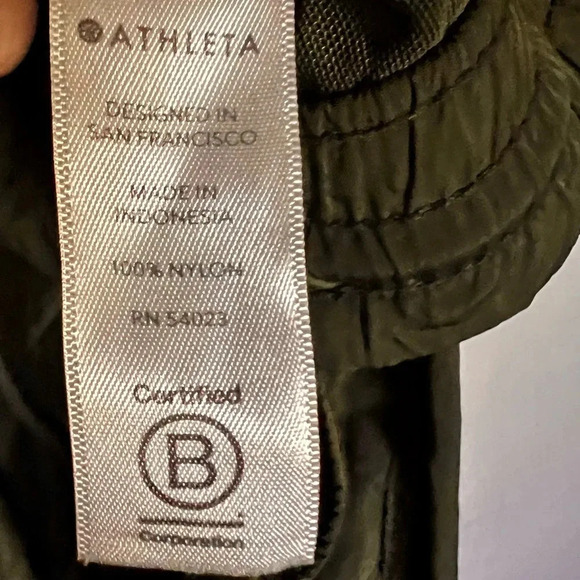 ATHLETA
DESIGNED IN
SAN FRANCISCO
MADE IN
INDONESIA
100% NYLON
RN 54023
Certified
B
Corporation